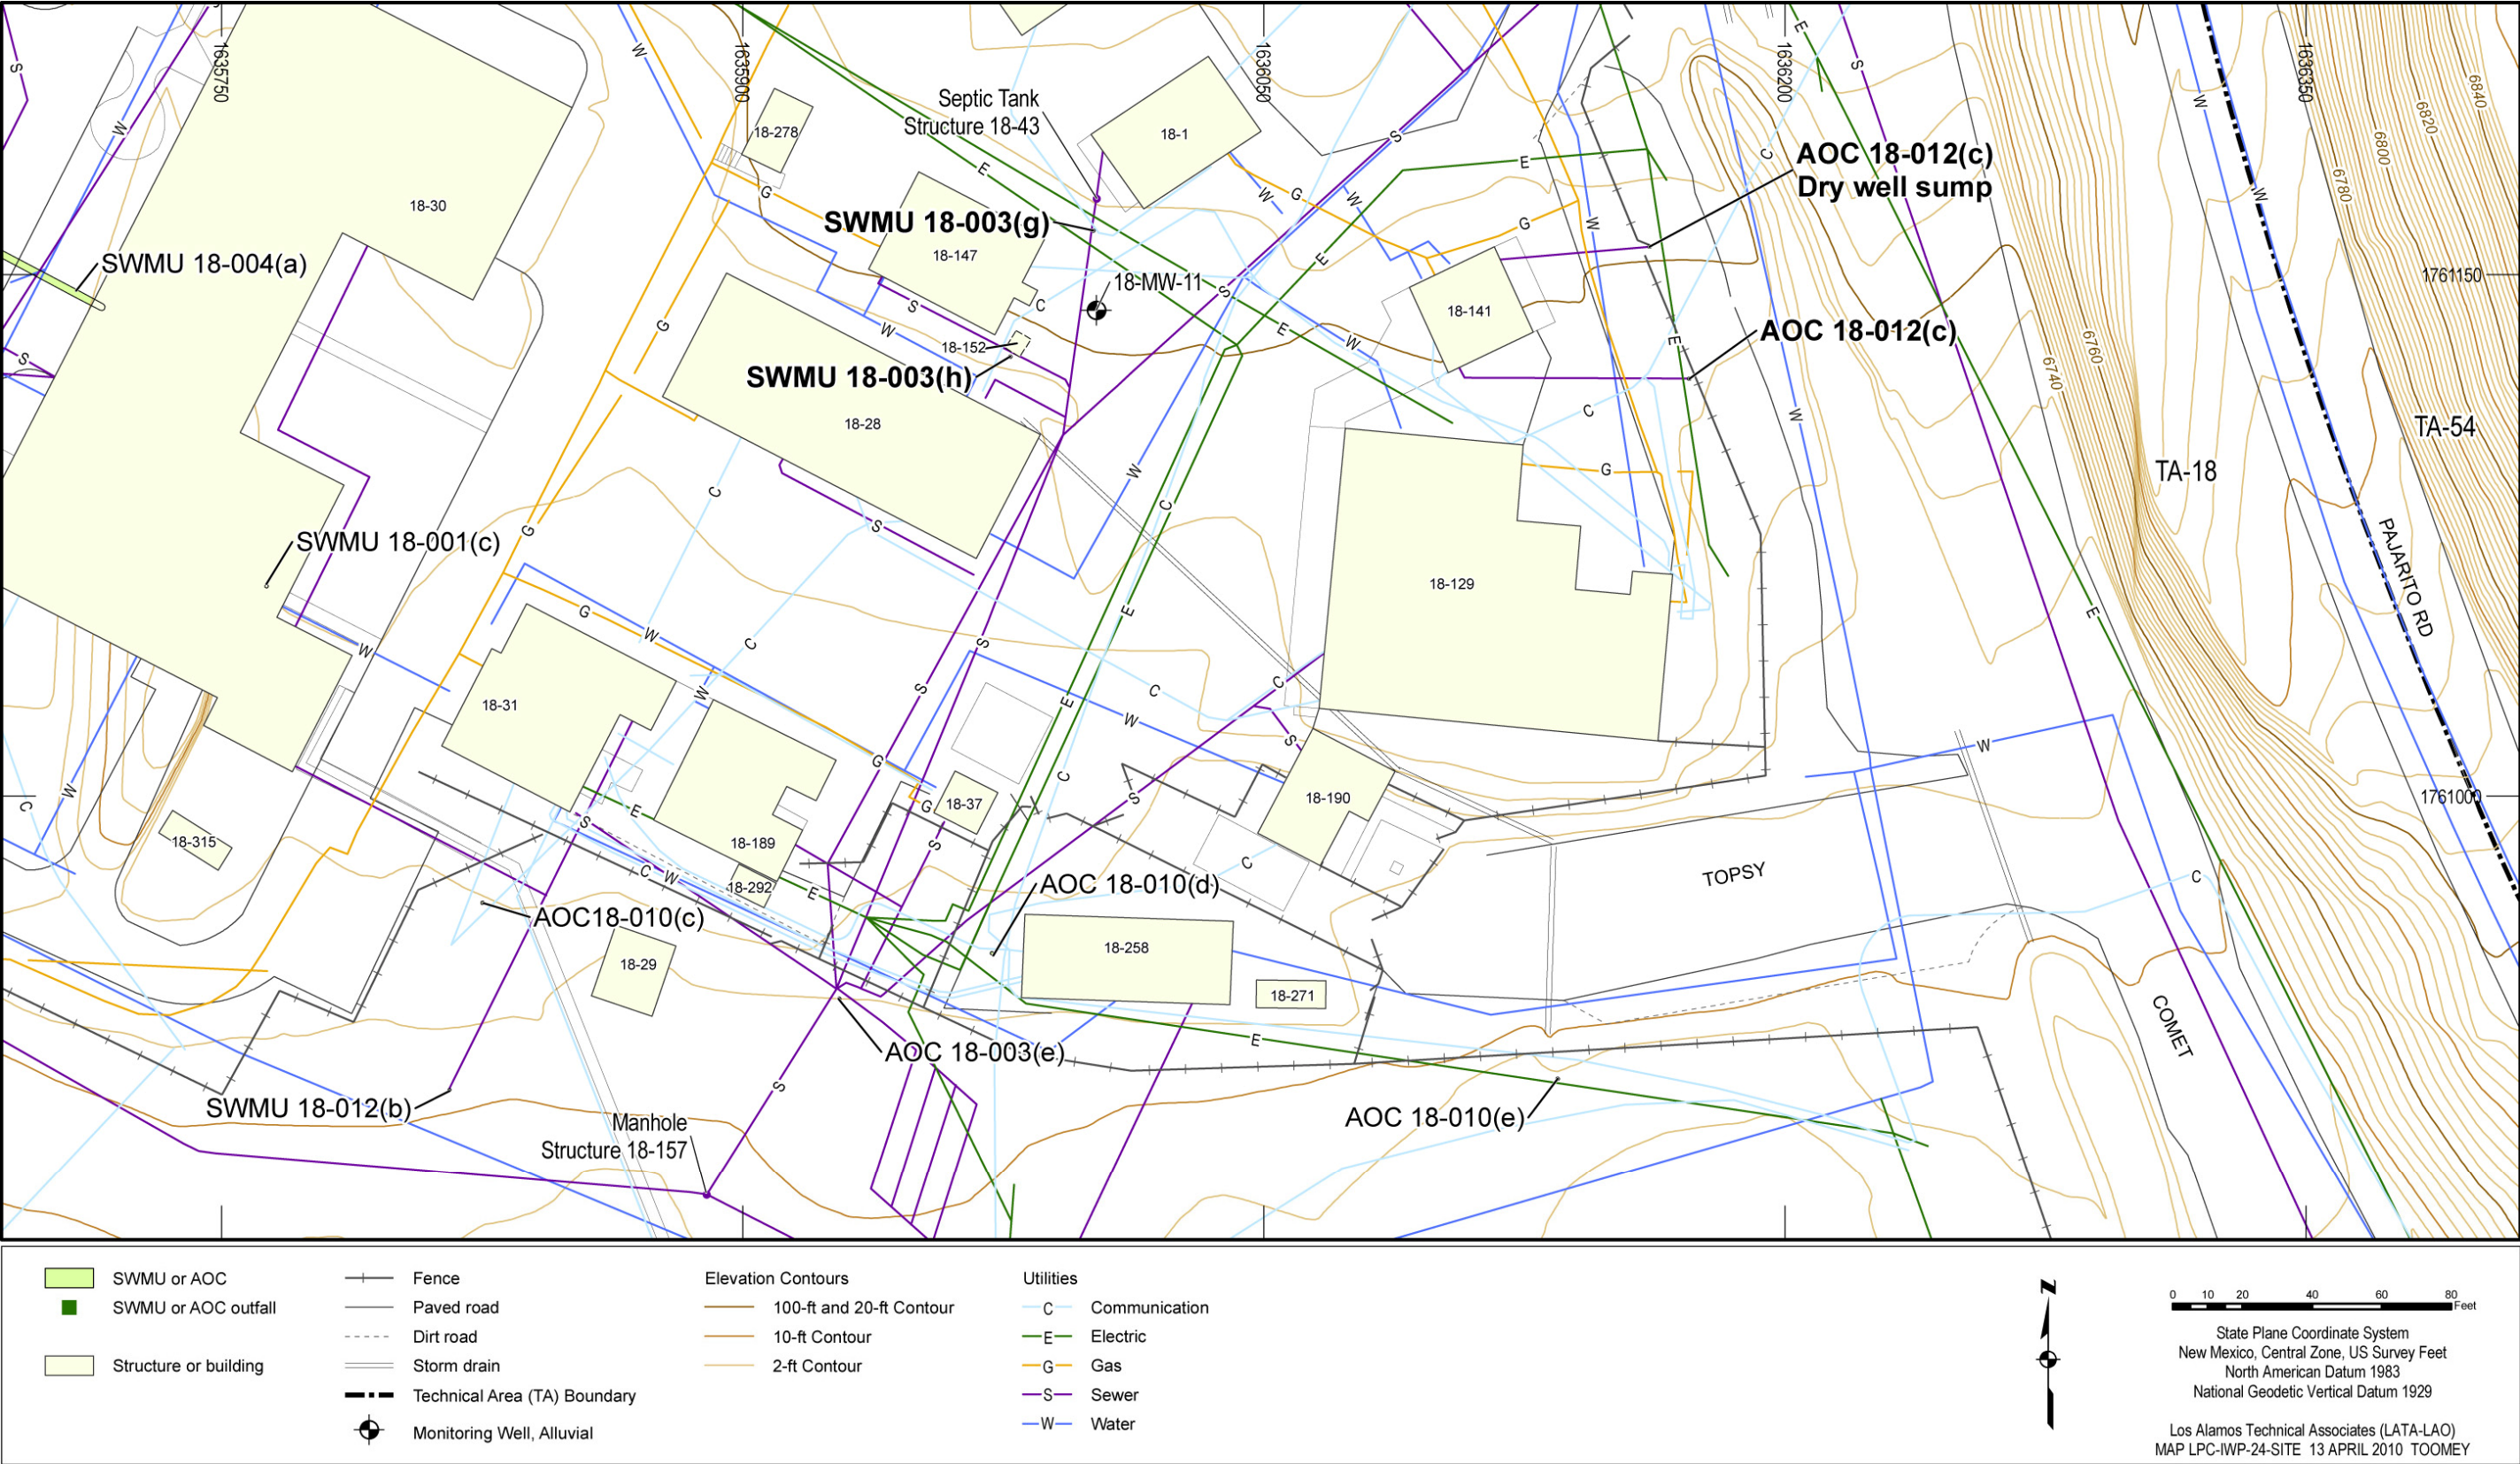 1635750
1635900
1636050
1636200
1636350
1761150
1761000
6840
6820
6800
6780
6760
6740
Septic Tank
Structure 18-43
18-278
18-1
18-30
AOC 18-012(c)
Dry well sump
SWMU 18-003(g)
18-147
SWMU 18-004(a)
18-MW-11
18-141
AOC 18-012(c)
18-152
SWMU 18-003(h)
18-28
TA-54
TA-18
PAJARITO RD
SWMU 18-001(c)
18-129
18-31
18-37
18-190
18-315
18-189
18-292
TOPSY
AOC 18-010(d)
AOC18-010(c)
18-258
18-29
18-271
COMET
AOC 18-003(e)
SWMU 18-012(b)
AOC 18-010(e)
Manhole
Structure 18-157
S
W
G
E
C
SWMU or AOC
SWMU or AOC outfall
Structure or building
Fence
Paved road
Dirt road
Storm drain
Technical Area (TA) Boundary
Monitoring Well, Alluvial
Elevation Contours
100-ft and 20-ft Contour
10-ft Contour
2-ft Contour
Utilities
C Communication
E Electric
G Gas
S Sewer
W Water
N
0 10 20 40 60 80
Feet
State Plane Coordinate System
New Mexico, Central Zone, US Survey Feet
North American Datum 1983
National Geodetic Vertical Datum 1929
Los Alamos Technical Associates (LATA-LAO)
MAP LPC-IWP-24-SITE 13 APRIL 2010 TOOMEY